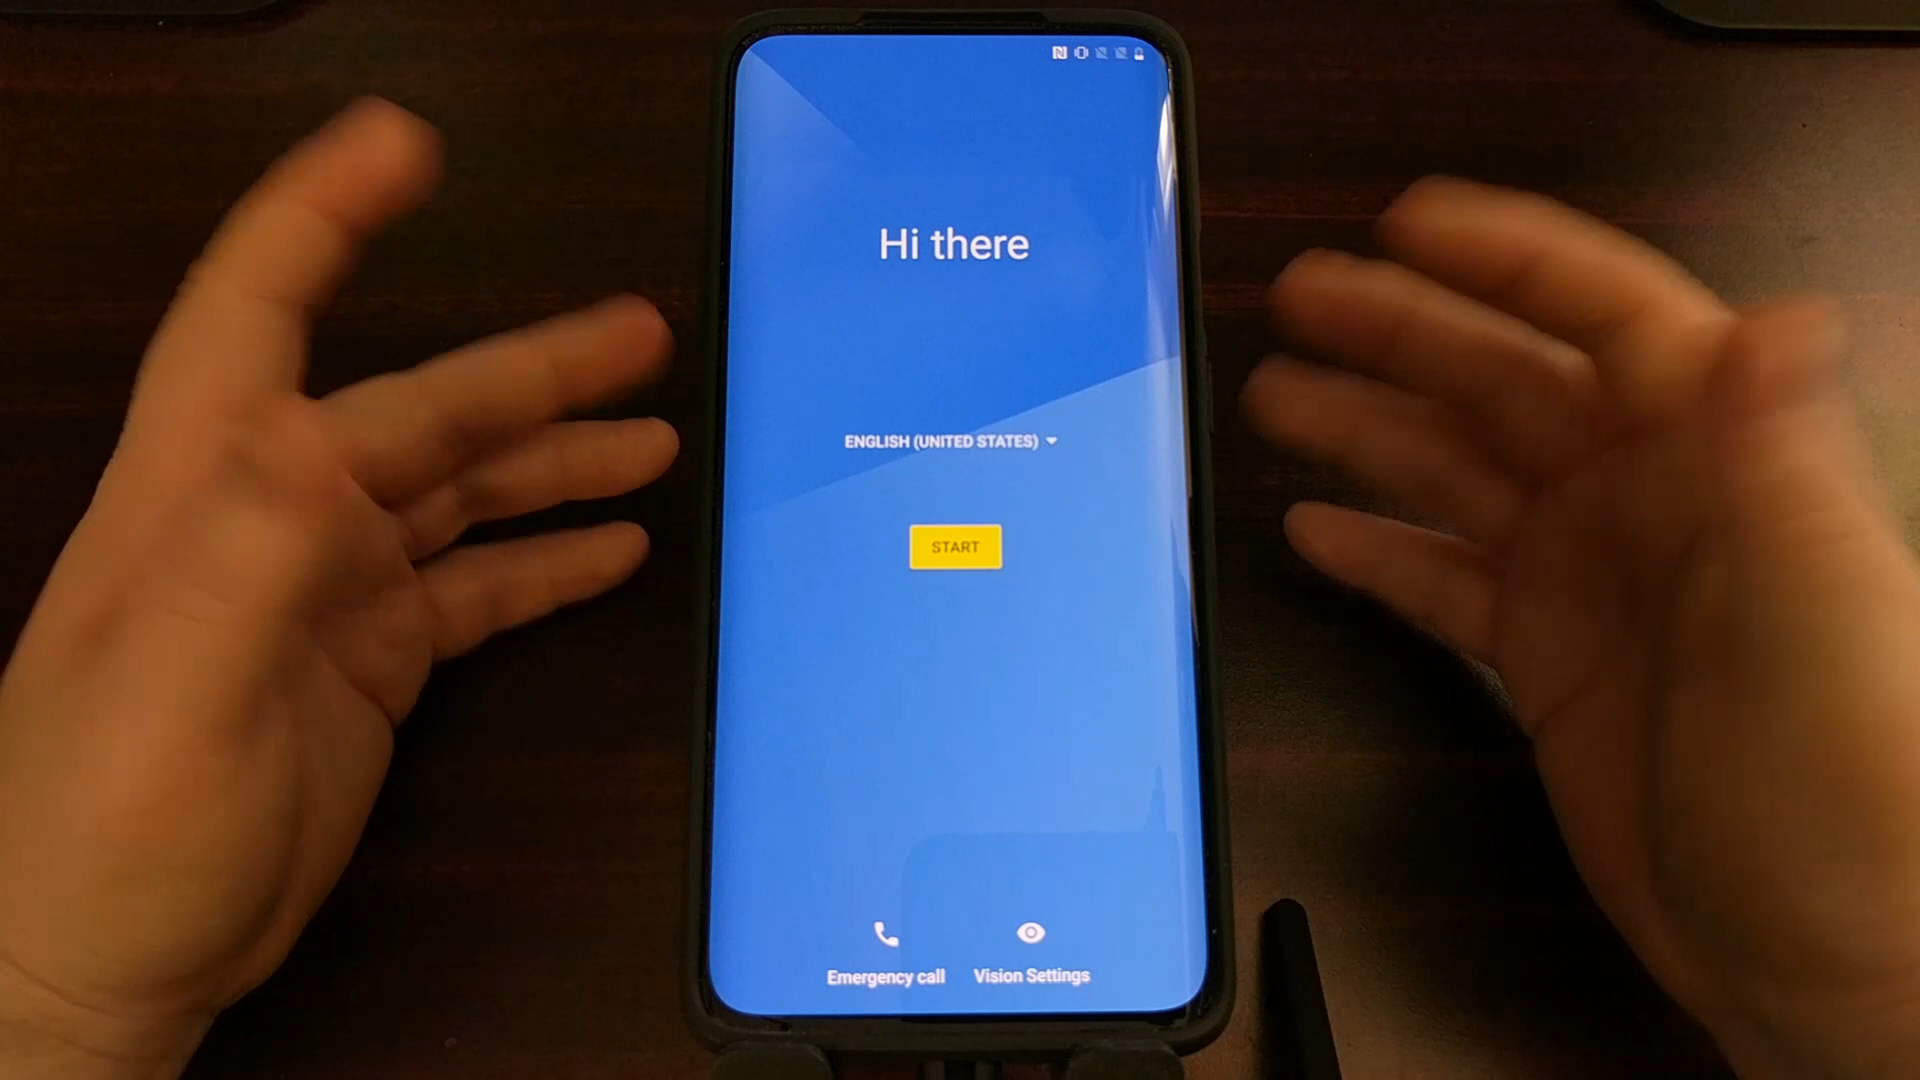 Hi there
ENGLISH (UNITED STATES)
START
Emergency call
Vision Settings